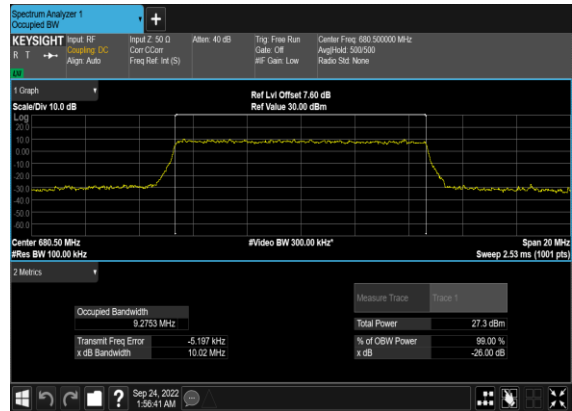 Spectrum Analyzer 1
Occupied BW
+
KEYSIGHT Input: RF Input Z: 50 Ω Atten: 40 dB Trig: Free Run Center Freq: 680.500000 MHz
R T Coupling: DC Corr CCorr Gate: Off Avg|Hold: 500/500
Align: Auto Freq Ref: Int (S) #IF Gain: Low Radio Std: None
LXI
1 Graph
Ref Lvl Offset 7.60 dB
Scale/Div 10.0 dB Ref Value 30.00 dBm
Log
20.0
10.0
0.00
-10.0
-20.0
-30.0
-40.0
-50.0
-60.0
Center 680.50 MHz #Video BW 300.00 kHz* Span 20 MHz
#Res BW 100.00 kHz Sweep 2.53 ms (1001 pts)
2 Metrics
Measure Trace Trace 1
Occupied Bandwidth
9.2753 MHz Total Power 27.3 dBm
Transmit Freq Error -5.197 kHz % of OBW Power 99.00 %
x dB Bandwidth 10.02 MHz x dB -26.00 dB
? Sep 24, 2022
1:56:41 AM